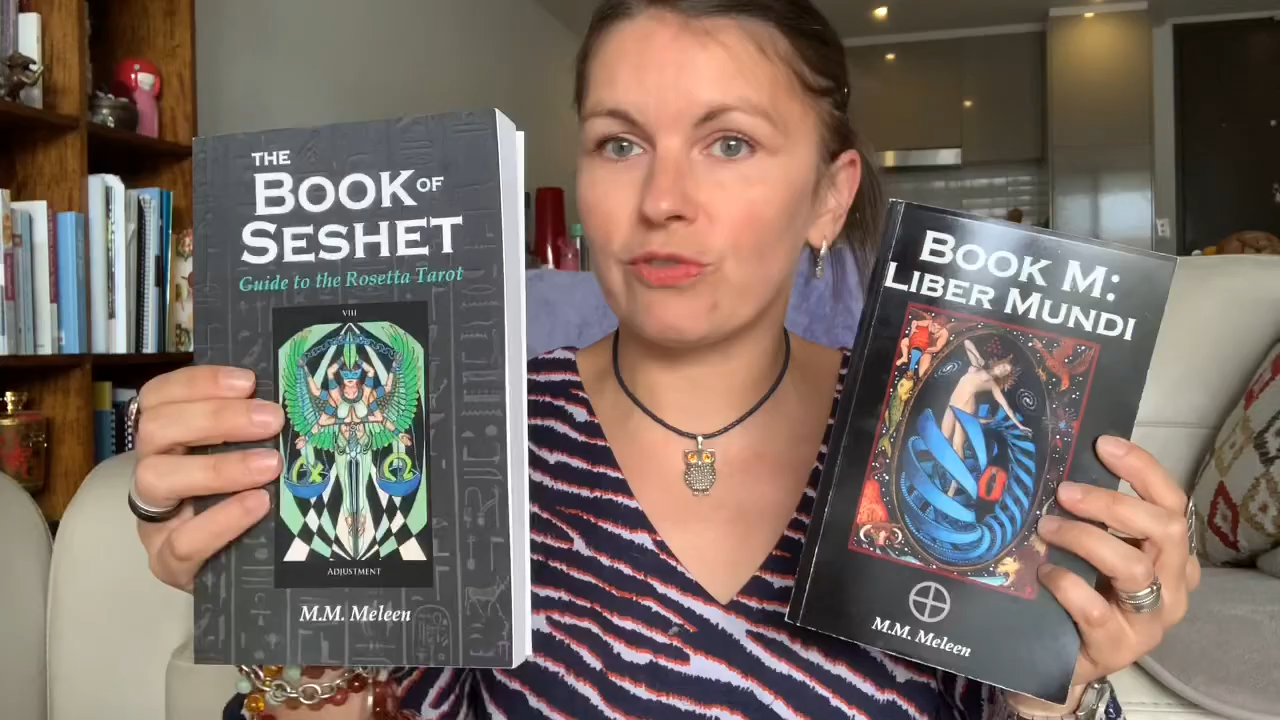 THE
BOOK OF
SESHET
Guide to the Rosetta Tarot
VIII
ADJUSTMENT
M.M. Meleen
BOOK M:
LIBER MUNDI
M.M. Meleen